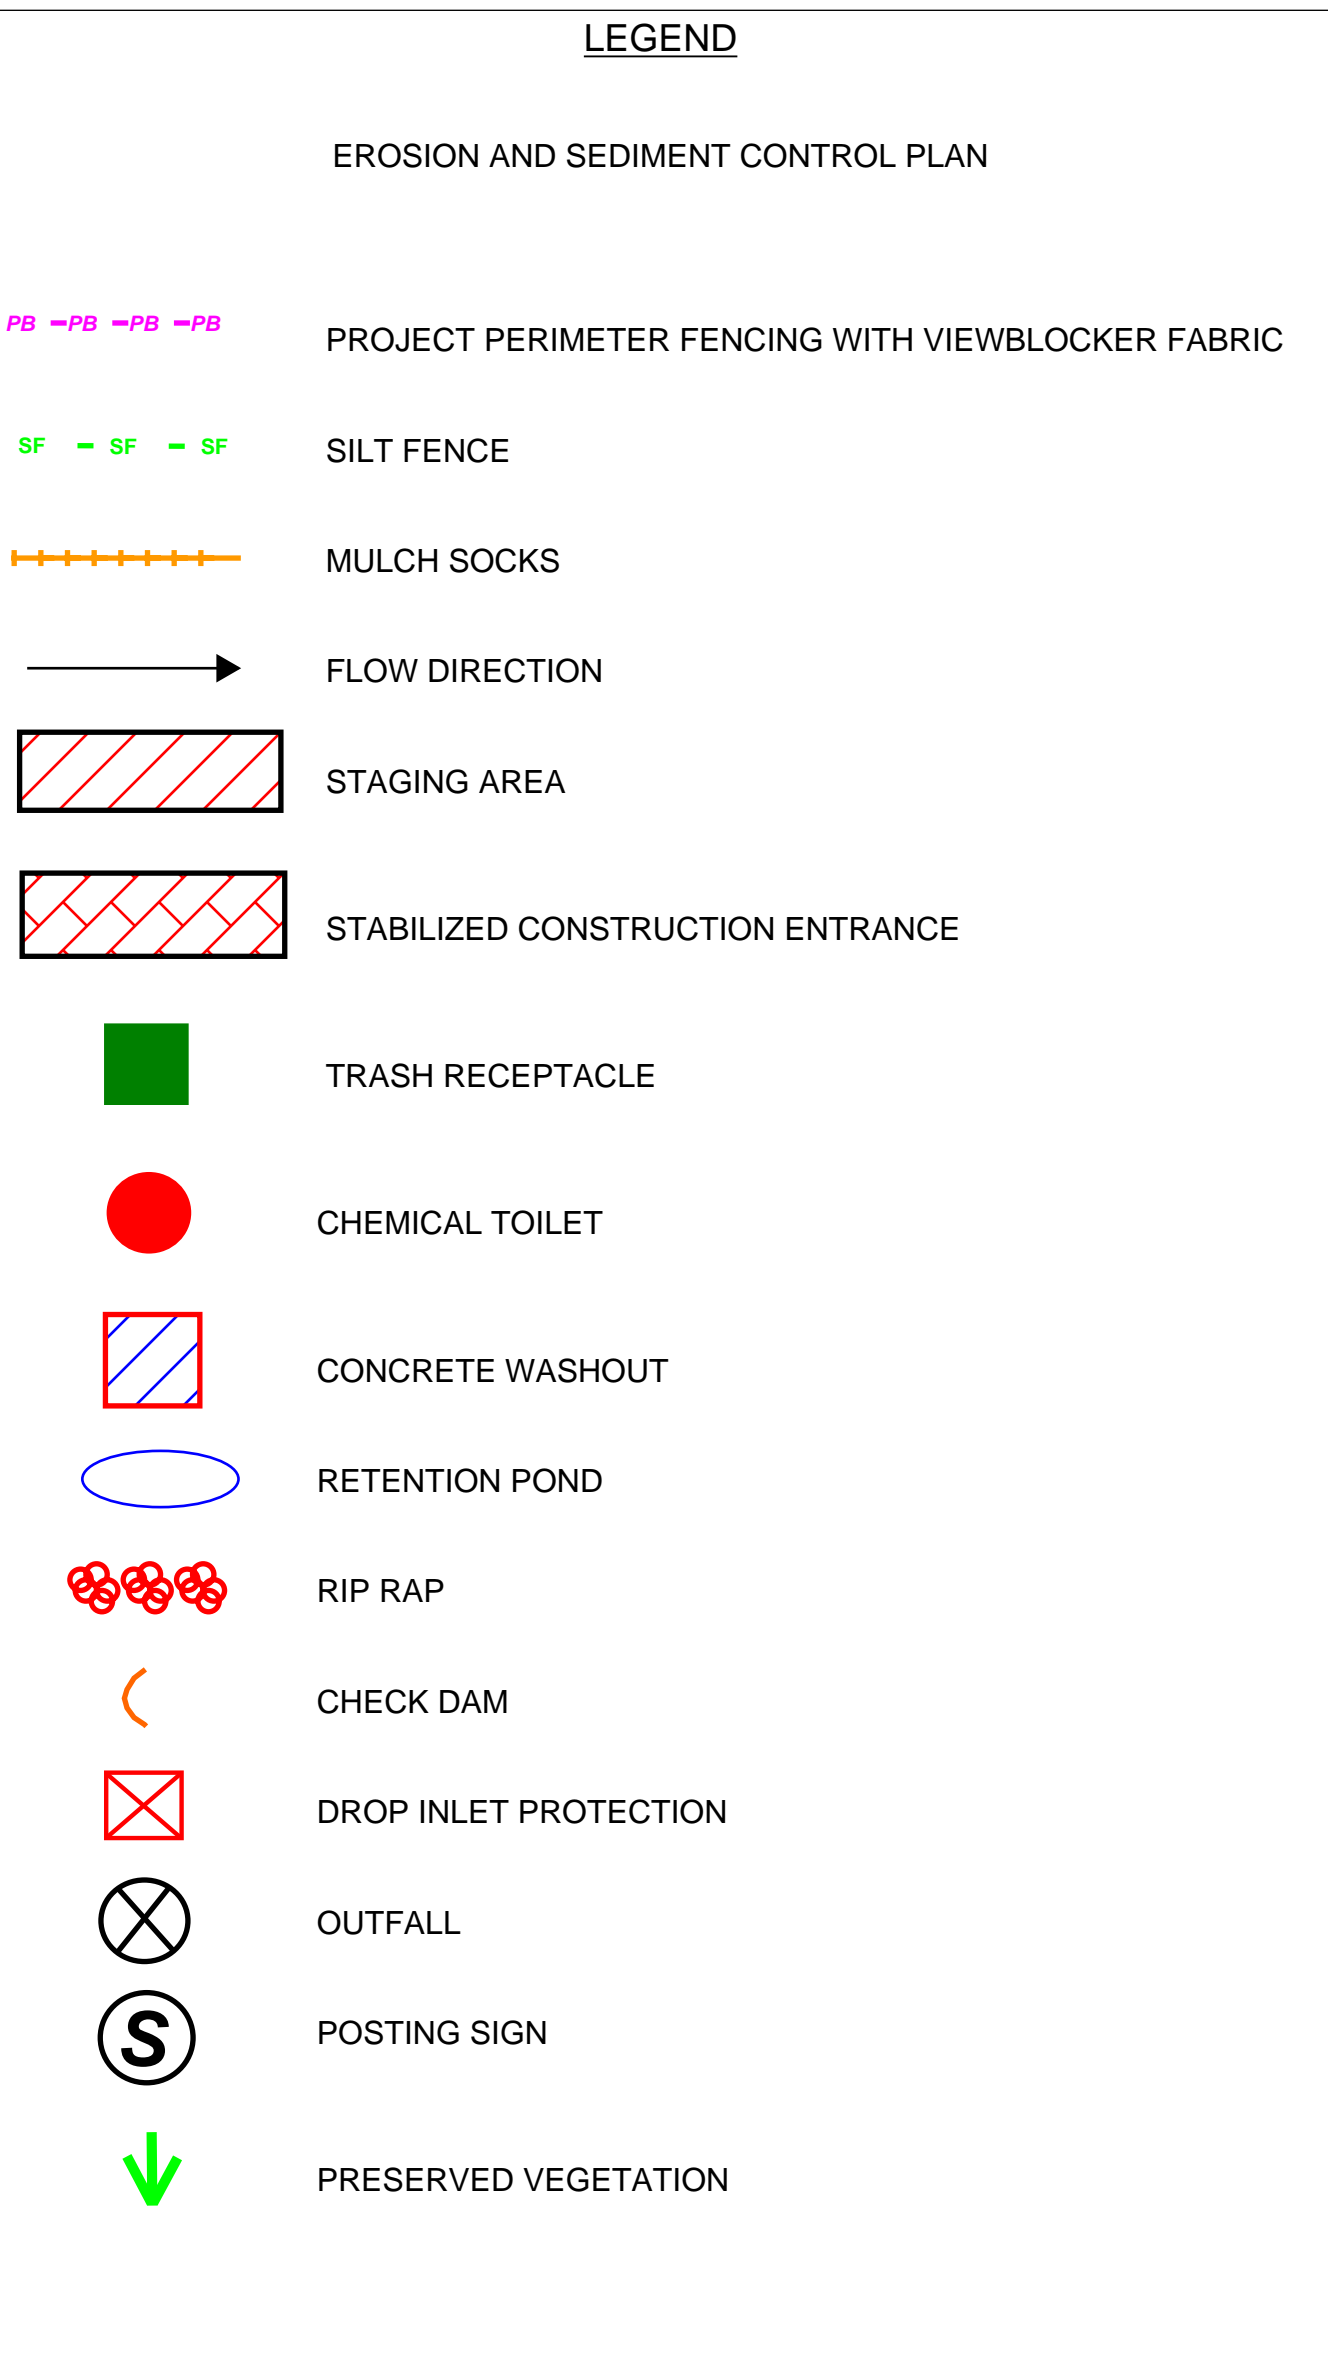 LEGEND
EROSION AND SEDIMENT CONTROL PLAN
PB PB PB PB PROJECT PERIMETER FENCING WITH VIEWBLOCKER FABRIC
SF SF SF SILT FENCE
MULCH SOCKS
FLOW DIRECTION
STAGING AREA
STABILIZED CONSTRUCTION ENTRANCE
TRASH RECEPTACLE
CHEMICAL TOILET
CONCRETE WASHOUT
RETENTION POND
RIP RAP
CHECK DAM
DROP INLET PROTECTION
OUTFALL
S POSTING SIGN
PRESERVED VEGETATION